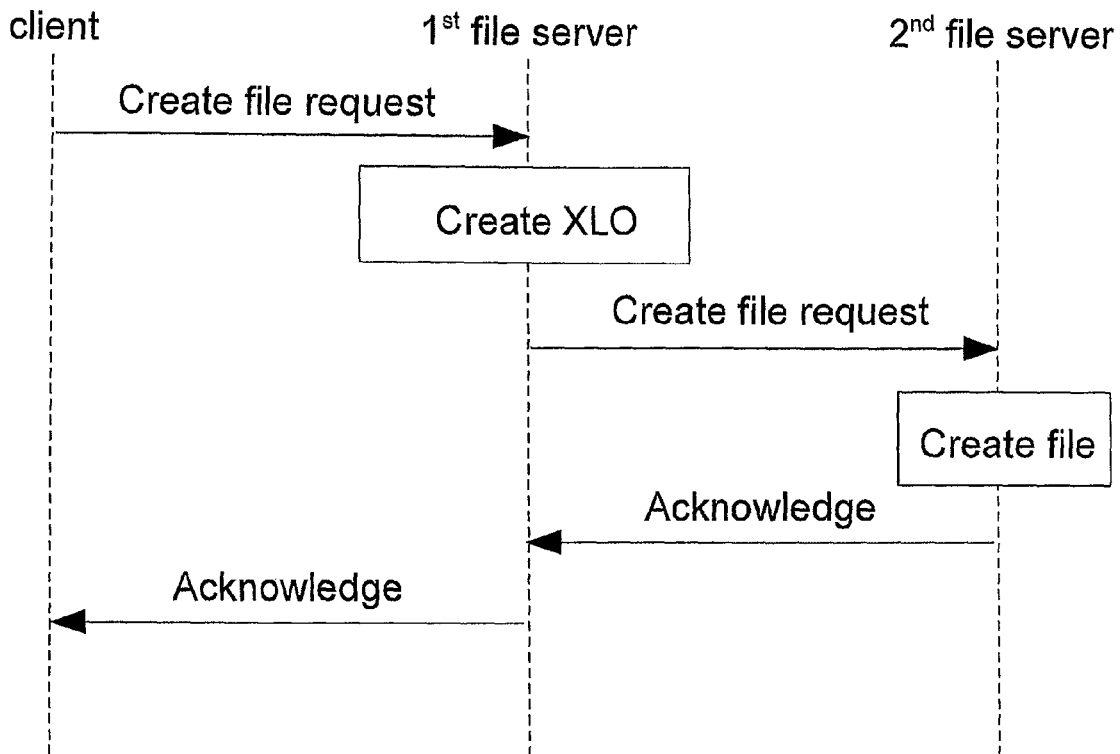 client
1st file server
2nd file server
Create file request
Create XLO
Create file request
Create file
Acknowledge
Acknowledge